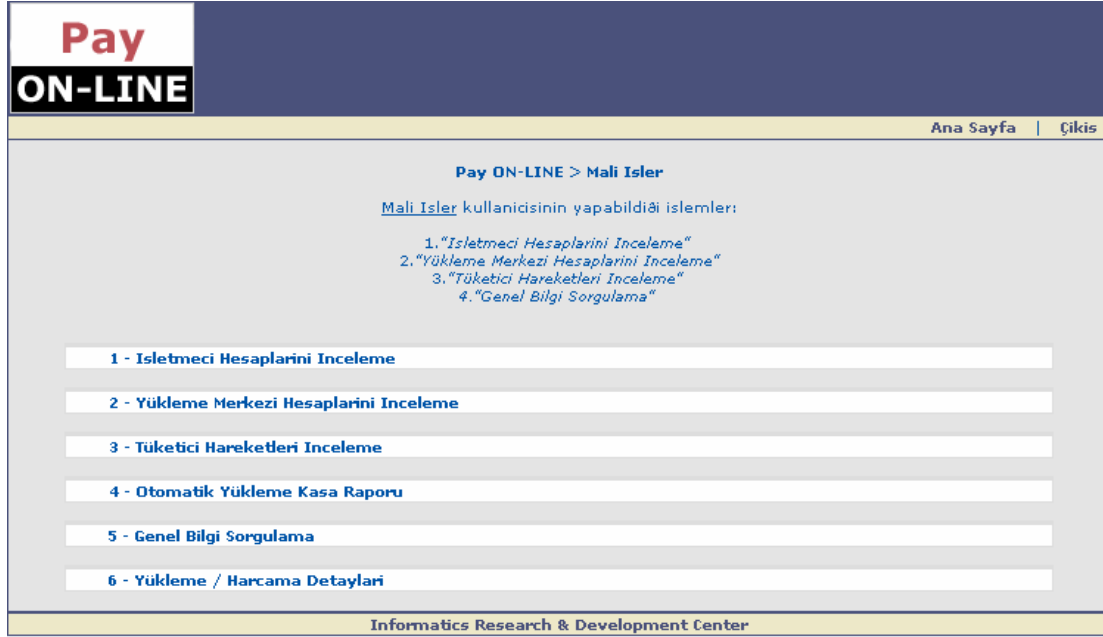 Pay
ON-LINE
Ana Sayfa | Çikis
Pay ON-LINE > Mali Isler
Mali Isler kullanicisinin yapabildiði islemler:
1."Isletmeci Hesaplarini Inceleme"
2."Yükleme Merkezi Hesaplarini Inceleme"
3."Tüketici Hareketleri Inceleme"
4."Genel Bilgi Sorgulama"
1 - Isletmeci Hesaplarini Inceleme
2 - Yükleme Merkezi Hesaplarini Inceleme
3 - Tüketici Hareketleri Inceleme
4 - Otomatik Yükleme Kasa Raporu
5 - Genel Bilgi Sorgulama
6 - Yükleme / Harcama Detaylari
Informatics Research & Development Center